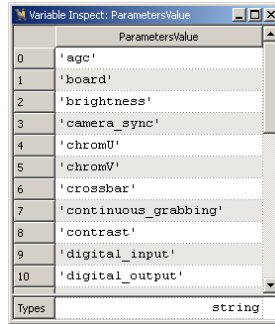 Variable Inspect: ParametersValue
ParametersValue
0 'agc'
1 'board'
2 'brightness'
3 'camera_sync'
4 'chromU'
5 'chromV'
6 'crossbar'
7 'continuous_grabbing'
8 'contrast'
9 'digital_input'
10 'digital_output'
Types string